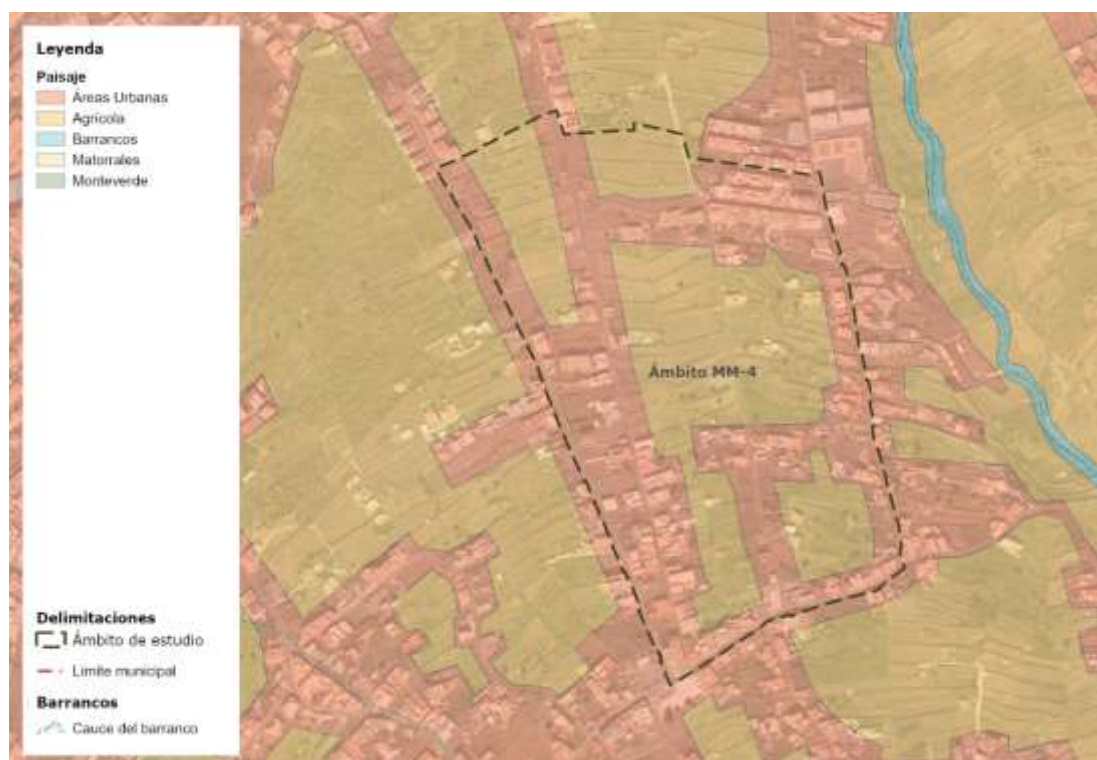 Leyenda
Paisaje
Áreas Urbanas
Agrícola
Barrancos
Matorrales
Monteverde
Ámbito MM-4
Delimitaciones
Ámbito de estudio
Limite municipal
Barrancos
Cauce del barranco